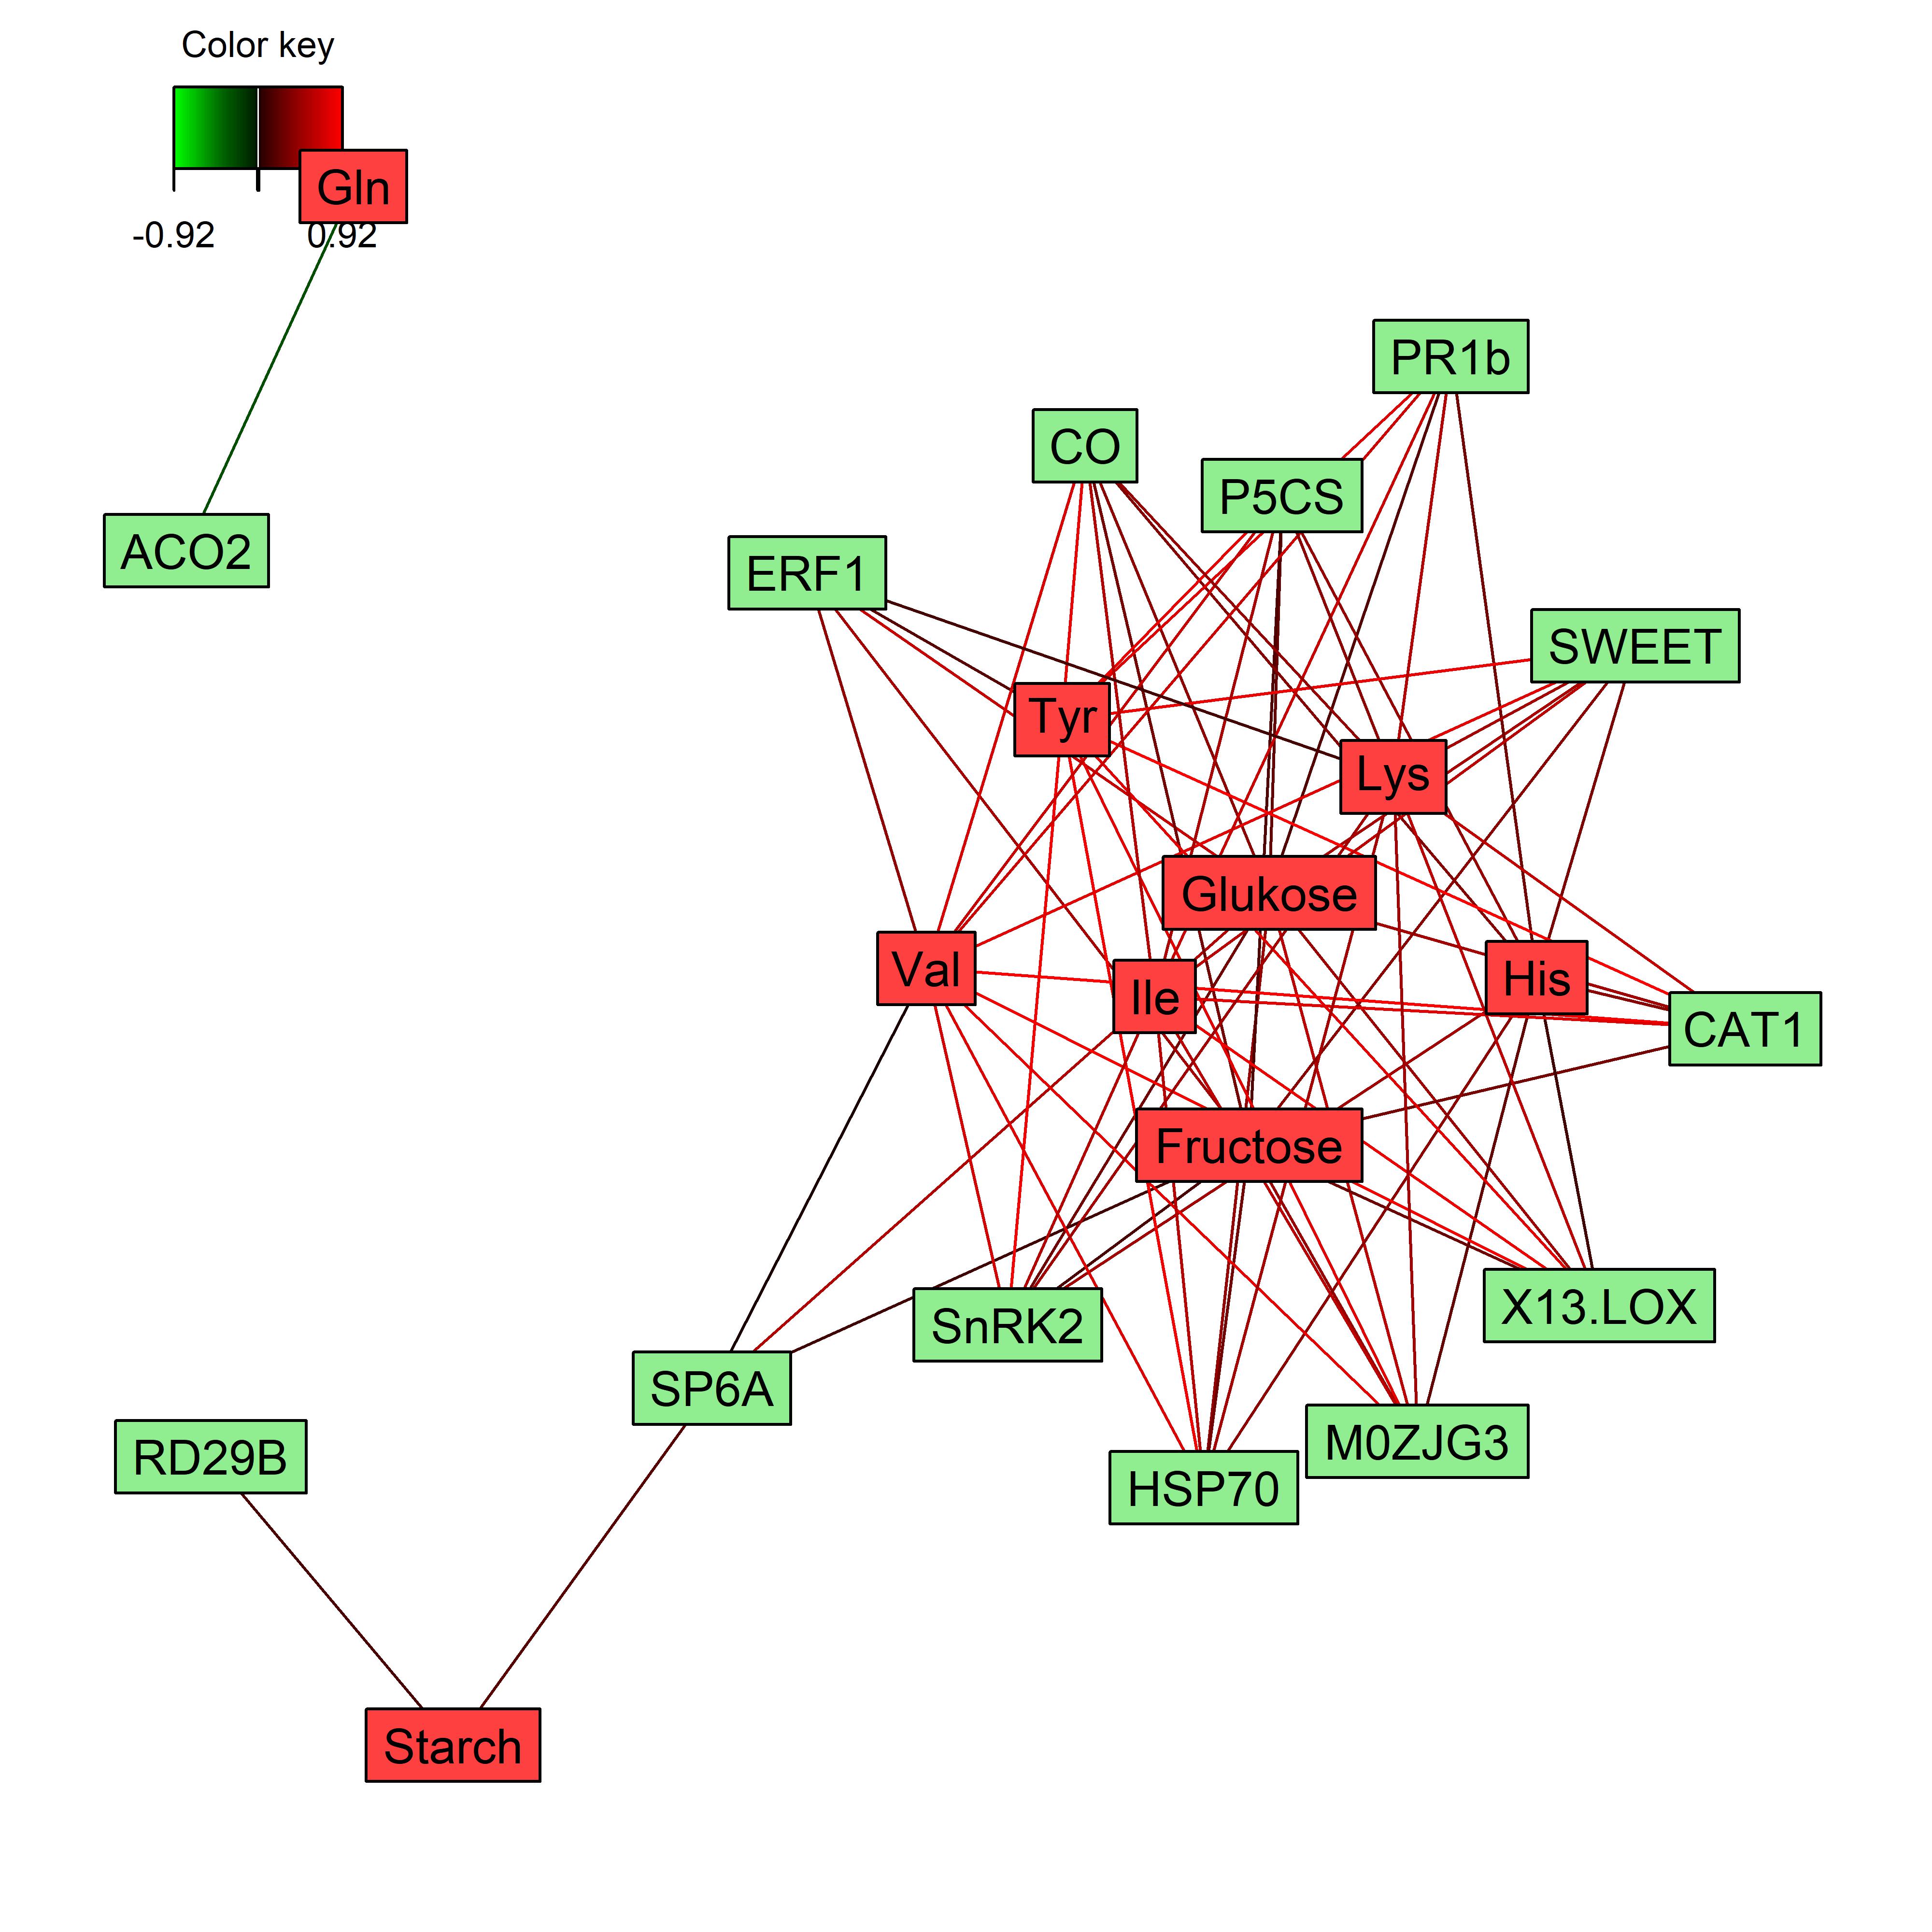 Color key
Gln
-0.92
0.92
PR1b
CO
P5CS
ACO2
ERF1
SWEET
Tyr
Lys
Glukose
Val
Ile
His
CAT1
Fructose
X13.LOX
SnRK2
SP6A
M0ZJG3
RD29B
HSP70
Starch